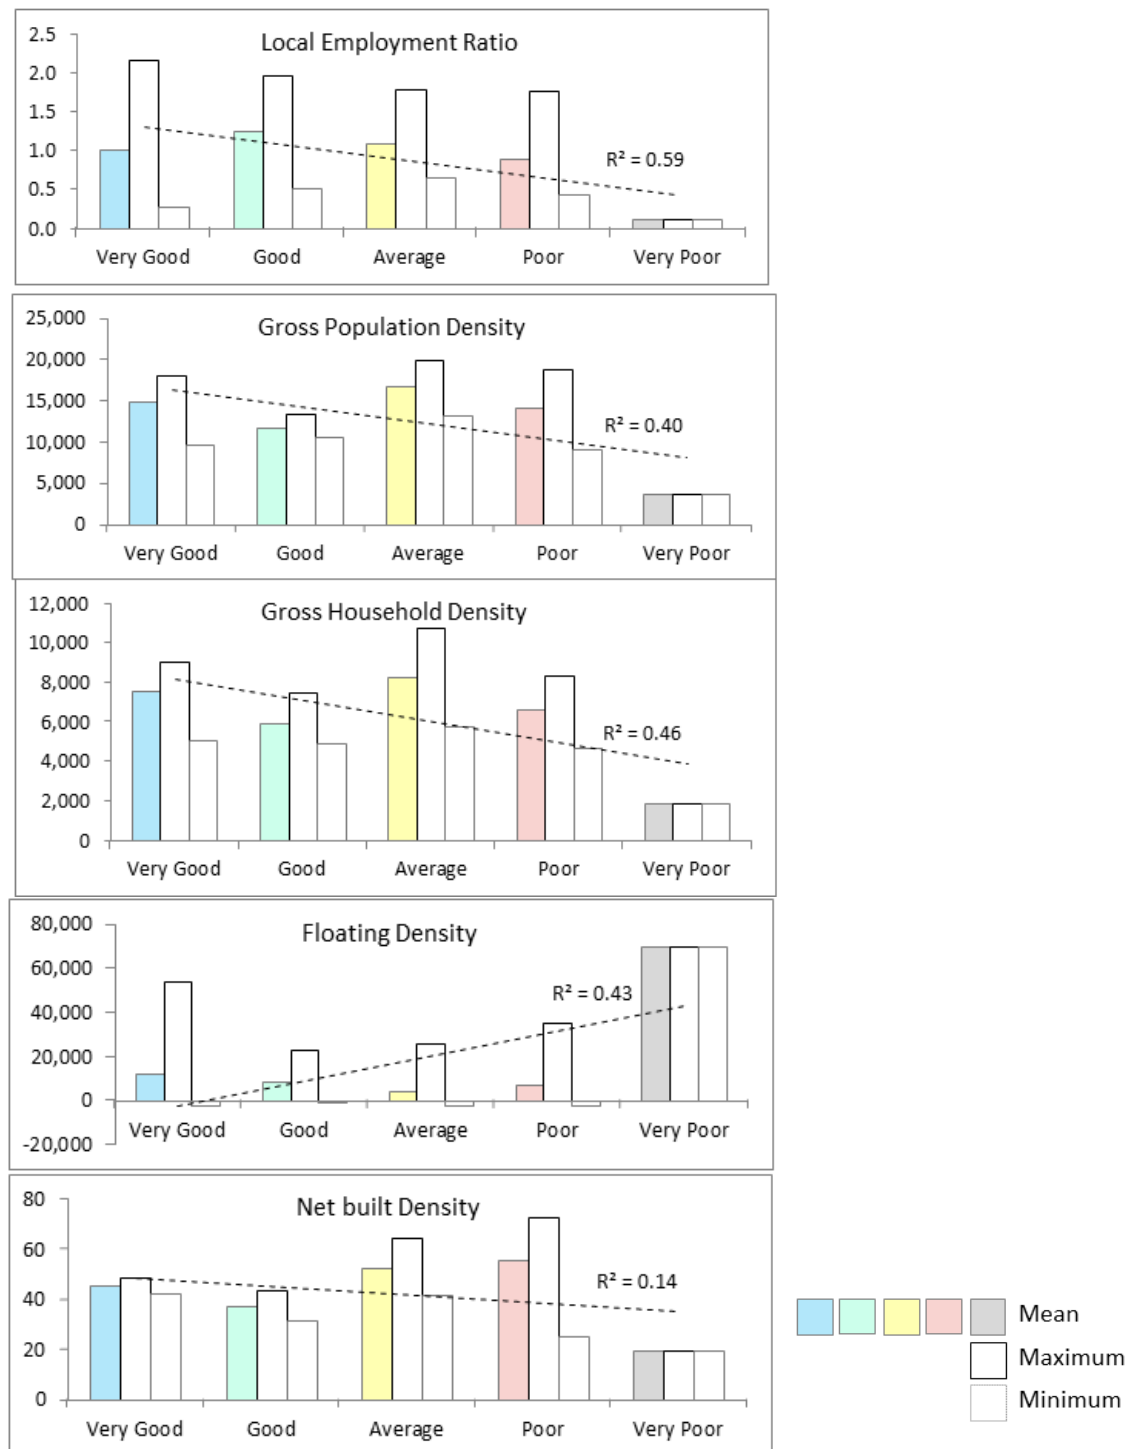 Local Employment Ratio
2.5
2.0
1.5
1.0
0.5
0.0
R² = 0.59
Very Good Good Average Poor Very Poor
Gross Population Density
25,000
20,000
15,000
10,000
5,000
0
R² = 0.40
Very Good Good Average Poor Very Poor
Gross Household Density
12,000
10,000
8,000
6,000
4,000
2,000
0
R² = 0.46
Very Good Good Average Poor Very Poor
Floating Density
80,000
60,000
40,000
20,000
0
-20,000
R² = 0.43
Very Good Good Average Poor Very Poor
Net built Density
80
60
40
20
0
R² = 0.14
Very Good Good Average Poor Very Poor
Mean
Maximum
Minimum